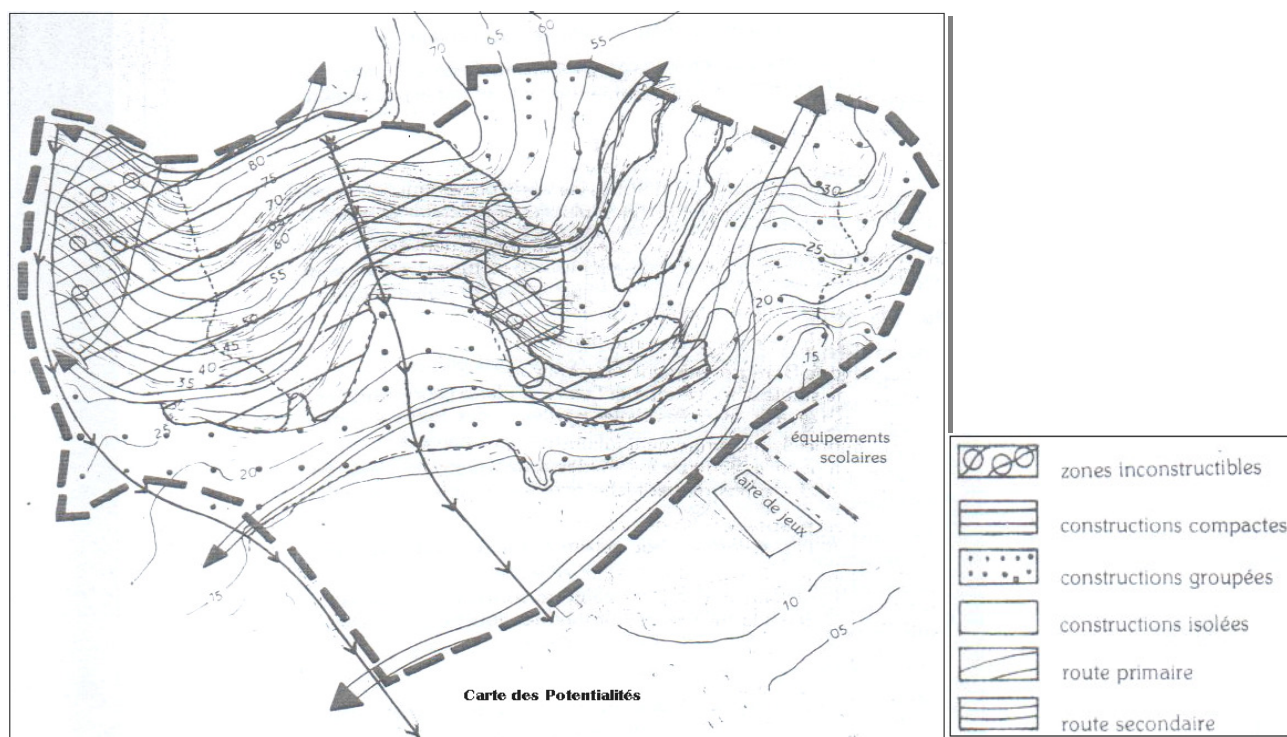 70
65
60
55
80
75
70
65
60
55
50
45
40
35
30
25
20
15
25
20
15
10
05
équipements
scolaires
aire de jeux
Carte des Potentialités
zones inconstructibles
constructions compactes
constructions groupées
constructions isolées
route primaire
route secondaire